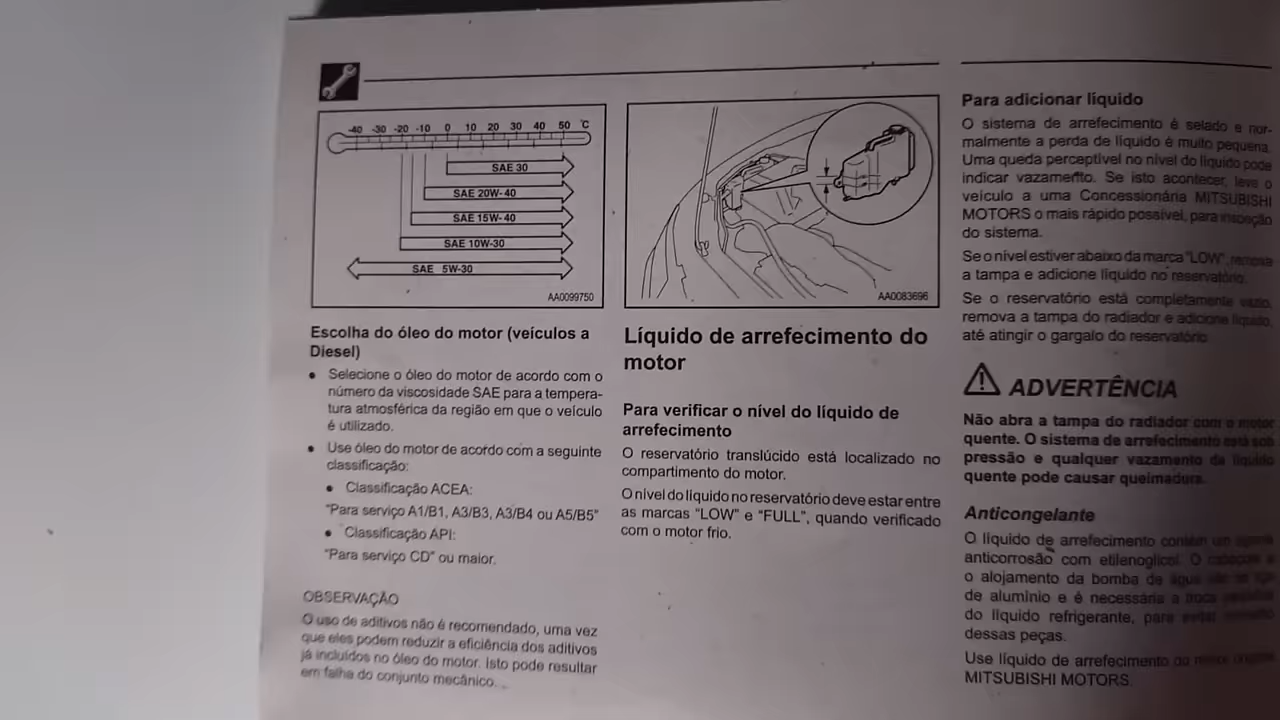 -40 -30 -20 -10 0 10 20 30 40 50 °C
SAE 30
SAE 20W-40
SAE 15W-40
SAE 10W-30
SAE 5W-30
AA0099750
Escolha do óleo do motor (veículos a
Diesel)
• Selecione o óleo do motor de acordo com o
número da viscosidade SAE para a tempera-
tura atmosférica da região em que o veículo
é utilizado.
• Use óleo do motor de acordo com a seguinte
classificação:
• Classificação ACEA:
"Para serviço A1/B1, A3/B3, A3/B4 ou A5/B5"
• Classificação API:
"Para serviço CD" ou maior.
OBSERVAÇÃO
O uso de aditivos não é recomendado, uma vez
que eles podem reduzir a eficiência dos aditivos
já incluídos no óleo do motor. Isto pode resultar
em falha do conjunto mecânico.
AA0083696
Líquido de arrefecimento do
motor
Para verificar o nível do líquido de
arrefecimento
O reservatório translúcido está localizado no
compartimento do motor.
O nível do líquido no reservatório deve estar entre
as marcas "LOW" e "FULL", quando verificado
com o motor frio.
Para adicionar líquido
O sistema de arrefecimento é selado e nor-
malmente a perda de líquido é muito pequena.
Uma queda perceptível no nível do líquido pode
indicar vazamento. Se isto acontecer, leve o
veículo a uma Concessionária MITSUBISHI
MOTORS o mais rápido possível, para inspeção
do sistema.
Se o nível estiver abaixo da marca "LOW", remova
a tampa e adicione líquido no reservatório.
Se o reservatório está completamente vazio,
remova a tampa do radiador e adicione líquido,
até atingir o gargalo do reservatório.
ADVERTÊNCIA
Não abra a tampa do radiador com o motor
quente. O sistema de arrefecimento está sob
pressão e qualquer vazamento de líquido
quente pode causar queimadura.
Anticongelante
O líquido de arrefecimento contém um
anticorrosão com etilenoglicol. O
o alojamento da bomba de água
de alumínio e é necessária a troca
do líquido refrigerante, para
dessas peças.
Use líquido de arrefecimento do motor
MITSUBISHI MOTORS.